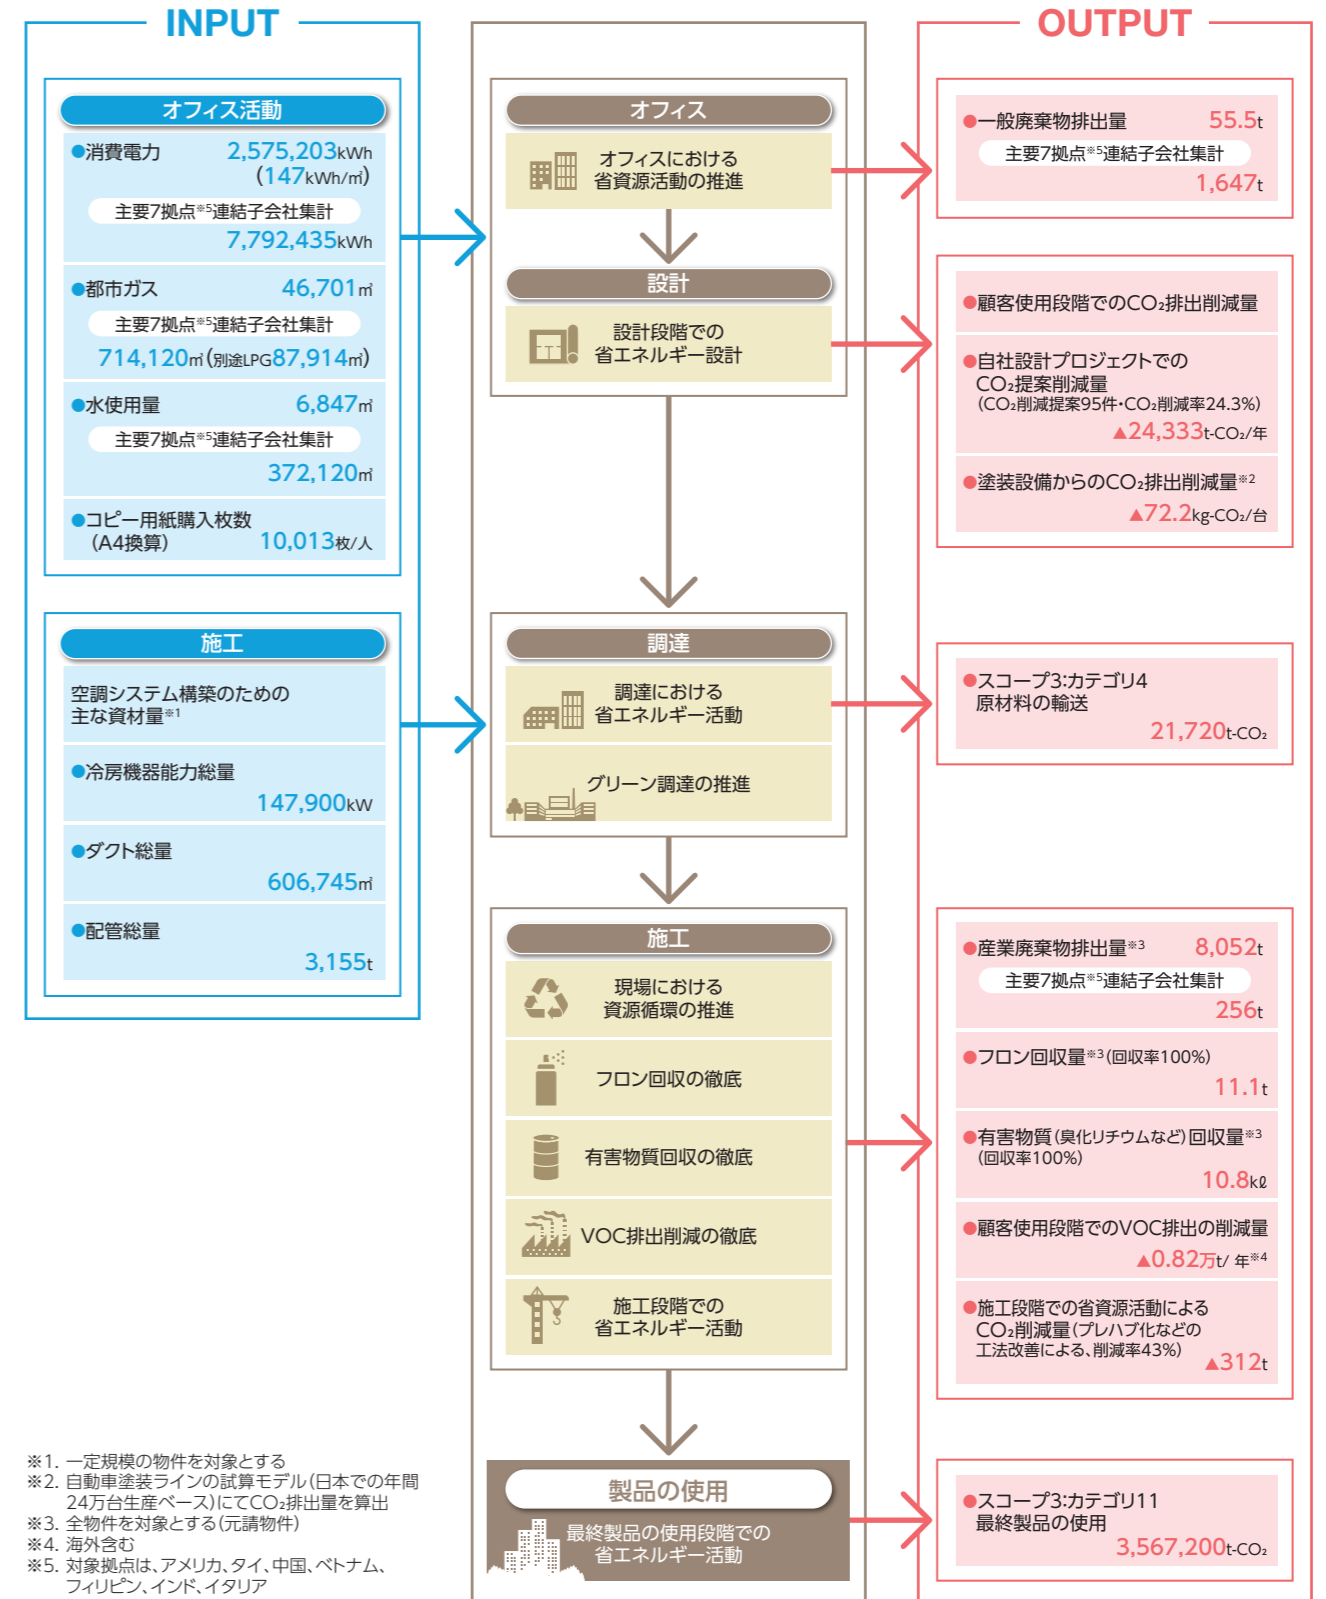 INPUT
オフィス活動
●消費電力 2,575,203kWh
(147kWh/㎡)
主要7拠点※5連結子会社集計
7,792,435kWh
●都市ガス 46,701㎥
主要7拠点※5連結子会社集計
714,120㎥(別途LPG87,914㎥)
●水使用量 6,847㎥
主要7拠点※5連結子会社集計
372,120㎥
●コピー用紙購入枚数
(A4換算) 10,013枚/人
施工
空調システム構築のための
主な資材量※1
●冷房機器能力総量
147,900kW
●ダクト総量
606,745㎡
●配管総量
3,155t
オフィス
オフィスにおける
省資源活動の推進
設計
設計段階での
省エネルギー設計
調達
調達における
省エネルギー活動
グリーン調達の推進
施工
現場における
資源循環の推進
フロン回収の徹底
有害物質回収の徹底
VOC排出削減の徹底
施工段階での
省エネルギー活動
製品の使用
最終製品の使用段階での
省エネルギー活動
OUTPUT
●一般廃棄物排出量 55.5t
主要7拠点※5連結子会社集計
1,647t
●顧客使用段階でのCO₂排出削減量
●自社設計プロジェクトでの
CO₂提案削減量
(CO₂削減提案95件・CO₂削減率24.3%)
▲24,333t-CO₂/年
●塗装設備からのCO₂排出削減量※2
▲72.2kg-CO₂/台
●スコープ3:カテゴリ4
原材料の輸送
21,720t-CO₂
●産業廃棄物排出量※3 8,052t
主要7拠点※5連結子会社集計
256t
●フロン回収量※3(回収率100%)
11.1t
●有害物質(臭化リチウムなど)回収量※3
(回収率100%)
10.8kℓ
●顧客使用段階でのVOC排出の削減量
▲0.82万t/ 年※4
●施工段階での省資源活動による
CO₂削減量(プレハブ化などの
工法改善による、削減率43%)
▲312t
●スコープ3:カテゴリ11
最終製品の使用
3,567,200t-CO₂
※1. 一定規模の物件を対象とする
※2. 自動車塗装ラインの試算モデル(日本での年間
24万台生産ベース)にてCO₂排出量を算出
※3. 全物件を対象とする(元請物件)
※4. 海外含む
※5. 対象拠点は、アメリカ、タイ、中国、ベトナム、
フィリピン、インド、イタリア